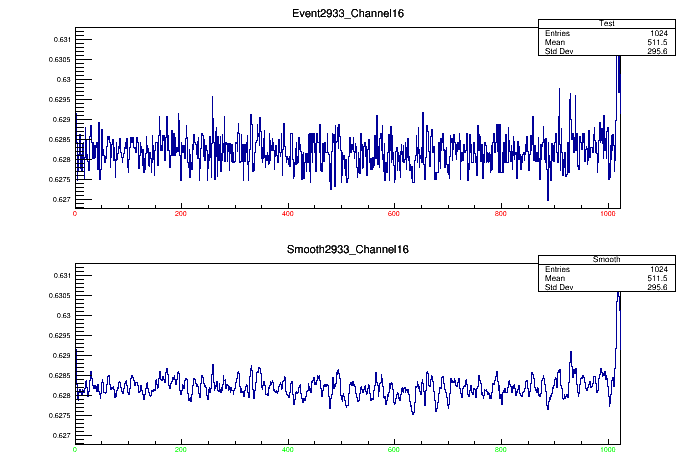 Event2933_Channel16
Test
Entries 1024
Mean 511.5
Std Dev 295.6
0.631
0.6305
0.63
0.6295
0.629
0.6285
0.628
0.6275
0.627
0 200 400 600 800 1000
Smooth2933_Channel16
Smooth
Entries 1024
Mean 511.5
Std Dev 295.6
0.631
0.6305
0.63
0.6295
0.629
0.6285
0.628
0.6275
0.627
0 200 400 600 800 1000